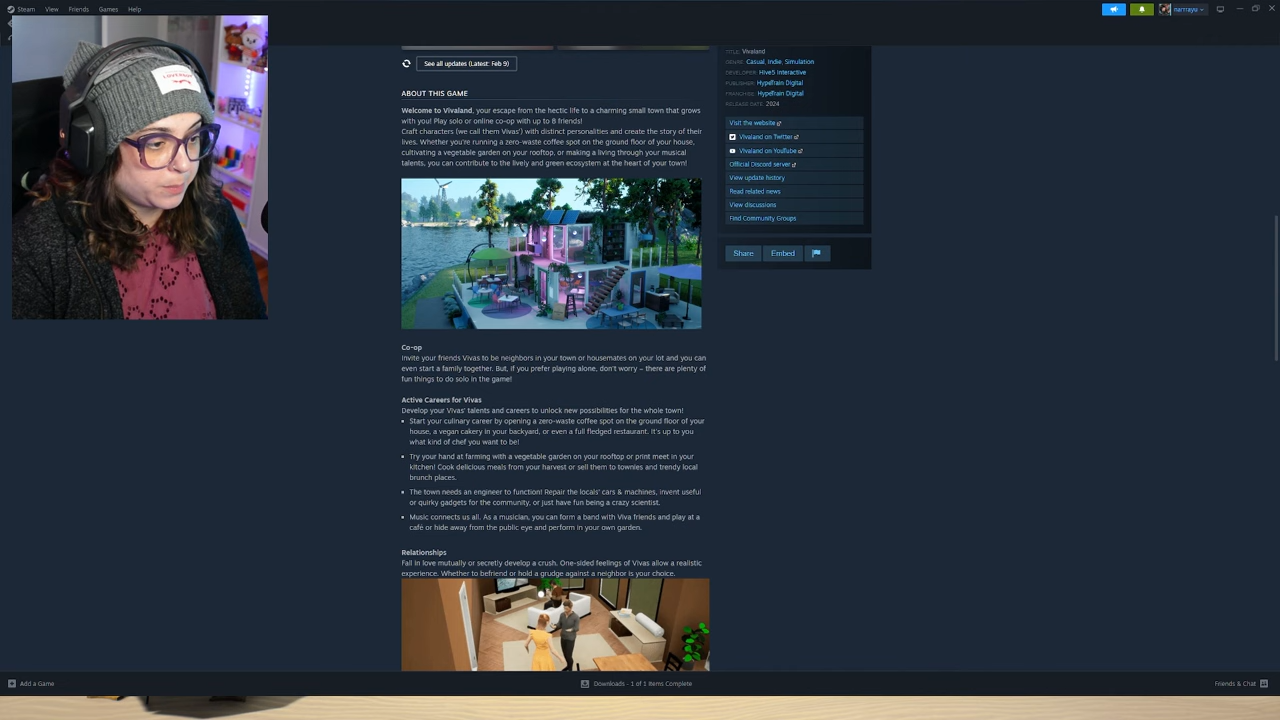 Steam
View
Friends
Games
Help
narrrayu
See all updates (Latest: Feb 9)
ABOUT THIS GAME
Welcome to Vivaland, your escape from the hectic life to a charming small town that grows
with you! Play solo or online co-op with up to 8 friends!
Craft characters (we call them Vivas') with distinct personalities and create the story of their
lives. Whether you're running a zero-waste coffee spot on the ground floor of your house,
cultivating a vegetable garden on your rooftop, or making a living through your musical
talents, you can contribute to the lively and green ecosystem at the heart of your town!
Co-op
Invite your friends Vivas to be neighbors in your town or housemates on your lot and you can
even start a family together. But, if you prefer playing alone, don't worry – there are plenty of
fun things to do solo in the game!
Active Careers for Vivas
Develop your Vivas' talents and careers to unlock new possibilities for the whole town!
Start your culinary career by opening a zero-waste coffee spot on the ground floor of your
house, a vegan cakery in your backyard, or even a full fledged restaurant. It's up to you
what kind of chef you want to be!
Try your hand at farming with a vegetable garden on your rooftop or print meet in your
kitchen! Cook delicious meals from your harvest or sell them to townies and trendy local
brunch places.
The town needs an engineer to function! Repair the locals' cars & machines, invent useful
or quirky gadgets for the community, or just have fun being a crazy scientist.
Music connects us all. As a musician, you can form a band with Viva friends and play at a
café or hide away from the public eye and perform in your own garden.
Relationships
Fall in love mutually or secretly develop a crush. One-sided feelings of Vivas allow a realistic
experience. Whether to befriend or hold a grudge against a neighbor is your choice.
TITLE: Vivaland
GENRE: Casual, Indie, Simulation
DEVELOPER: Hive5 Interactive
PUBLISHER: HypeTrain Digital
FRANCHISE: HypeTrain Digital
RELEASE DATE: 2024
Visit the website
Vivaland on Twitter
Vivaland on YouTube
Official Discord server
View update history
Read related news
View discussions
Find Community Groups
Share
Embed
Add a Game
Downloads - 1 of 1 Items Complete
Friends & Chat